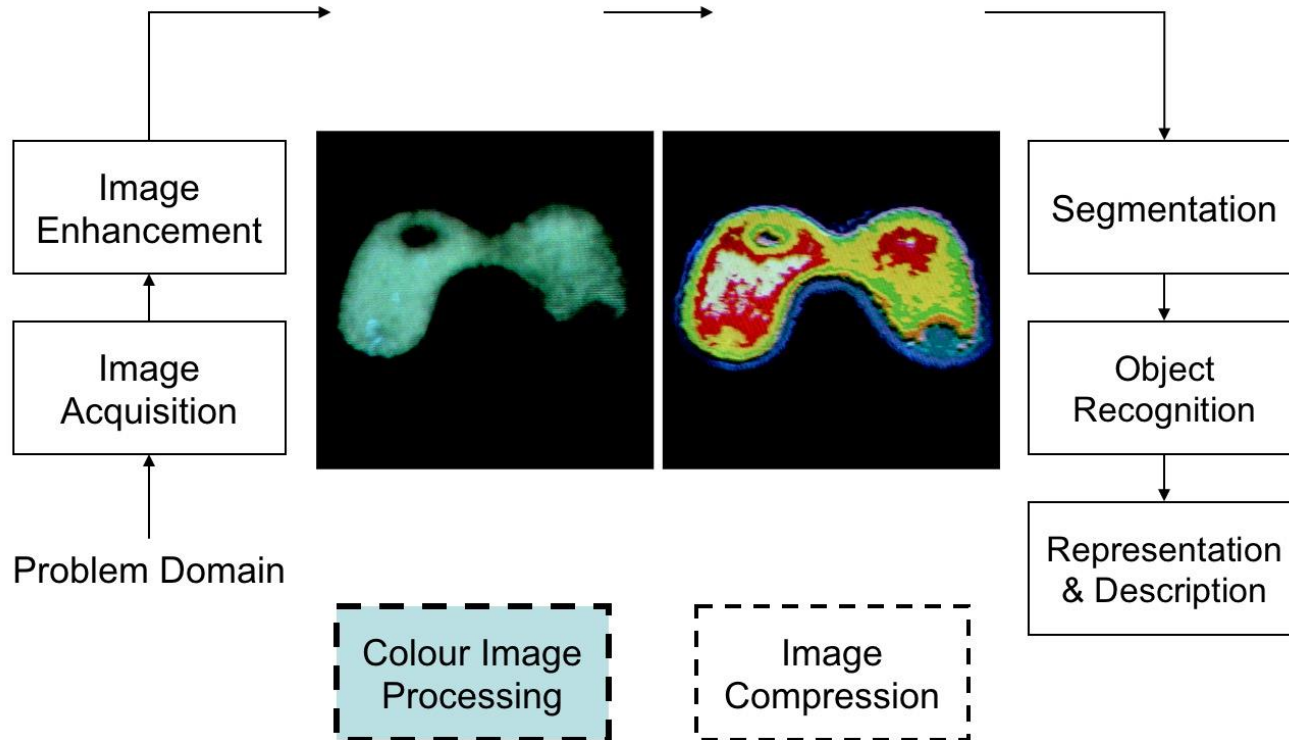 Image
Enhancement
Image
Acquisition
Problem Domain
Colour Image
Processing
Image
Compression
Segmentation
Object
Recognition
Representation
& Description